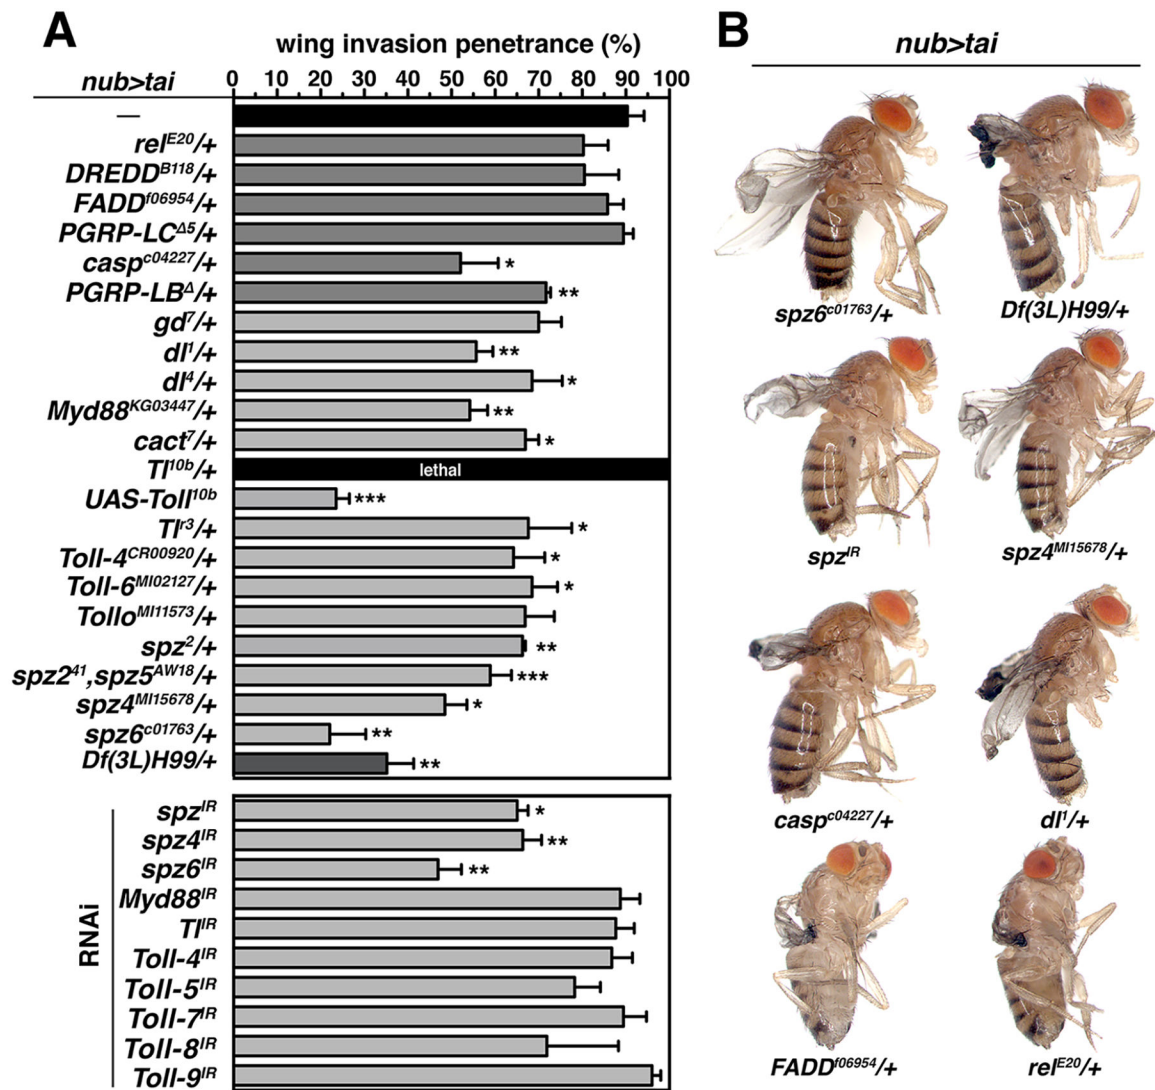 A
wing invasion penetrance (%)
nub>tai
0 10 20 30 40 50 60 70 80 90 100
—
relE20/+
DREDDB118/+
FADDf06954/+
PGRP-LCΔ5/+
caspc04227/+ *
PGRP-LBΔ/+ **
gd7/+
dl1/+ **
dl4/+ *
Myd88KG03447/+ **
cact7/+ *
Tl10b/+ lethal
UAS-Toll10b ***
Tlr3/+ *
Toll-4CR00920/+ *
Toll-6MI02127/+ *
TolloMI11573/+
spz2/+ **
spz241,spz5AW18/+ ***
spz4MI15678/+ *
spz6c01763/+ **
Df(3L)H99/+ **
RNAi
spzIR *
spz4IR **
spz6IR **
Myd88IR
TlIR
Toll-4IR
Toll-5IR
Toll-7IR
Toll-8IR
Toll-9IR
B
nub>tai
spz6c01763/+ Df(3L)H99/+
spzIR spz4MI15678/+
caspc04227/+ dl1/+
FADDf06954/+ relE20/+